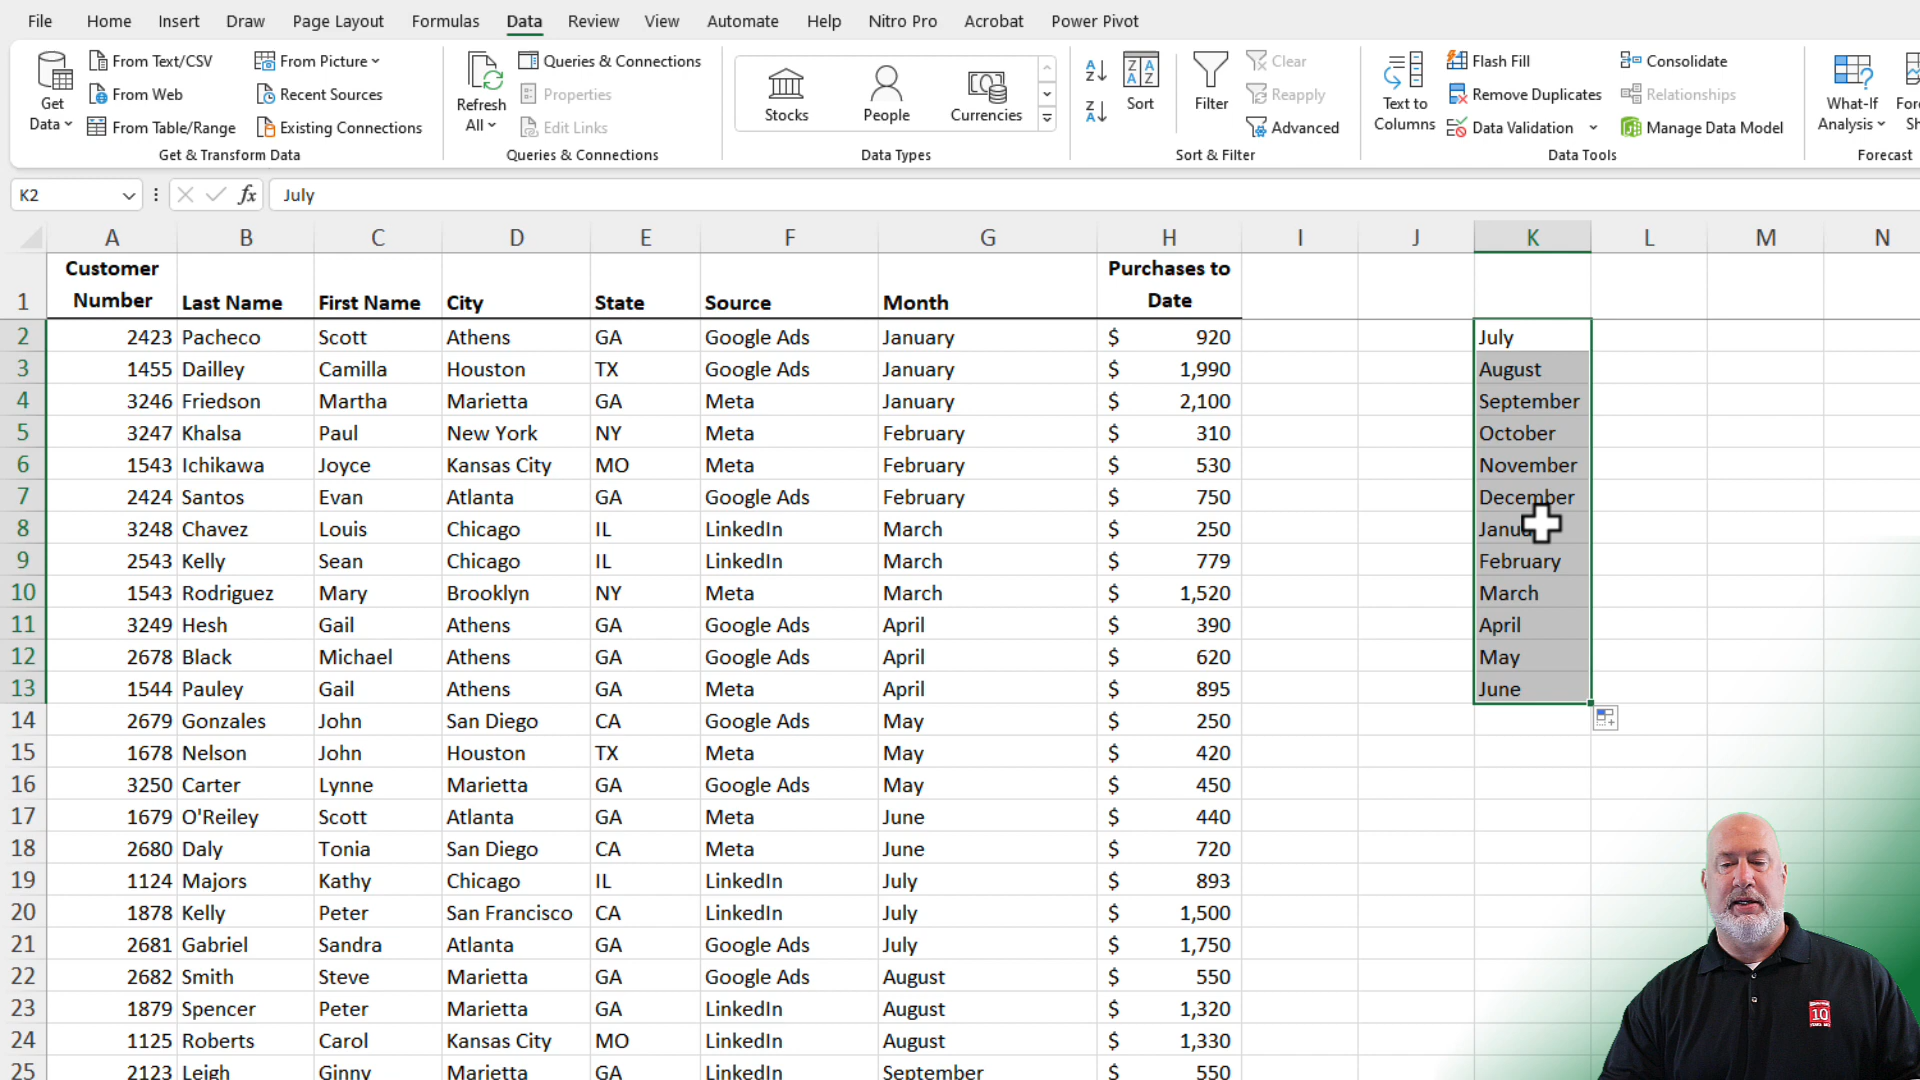 File Home Insert Draw Page Layout Formulas Data Review View Automate Help Nitro Pro Acrobat Power Pivot
Get Data
From Text/CSV
From Web
From Table/Range
From Picture
Recent Sources
Existing Connections
Get & Transform Data
Refresh All
Queries & Connections
Properties
Edit Links
Queries & Connections
Stocks People Currencies
Data Types
Sort
Filter
Clear
Reapply
Advanced
Sort & Filter
Text to Columns
Flash Fill
Remove Duplicates
Data Validation
Consolidate
Relationships
Manage Data Model
Data Tools
What-If Analysis
Forecast
K2 fx July
A B C D E F G H I J K L M N
1 Customer Number Last Name First Name City State Source Month Purchases to Date
2 2423 Pacheco Scott Athens GA Google Ads January $ 920 July
3 1455 Dailley Camilla Houston TX Google Ads January $ 1,990 August
4 3246 Friedson Martha Marietta GA Meta January $ 2,100 September
5 3247 Khalsa Paul New York NY Meta February $ 310 October
6 1543 Ichikawa Joyce Kansas City MO Meta February $ 530 November
7 2424 Santos Evan Atlanta GA Google Ads February $ 750 December
8 3248 Chavez Louis Chicago IL LinkedIn March $ 250 Janu
9 2543 Kelly Sean Chicago IL LinkedIn March $ 779 February
10 1543 Rodriguez Mary Brooklyn NY Meta March $ 1,520 March
11 3249 Hesh Gail Athens GA Google Ads April $ 390 April
12 2678 Black Michael Athens GA Google Ads April $ 620 May
13 1544 Pauley Gail Athens GA Meta April $ 895 June
14 2679 Gonzales John San Diego CA Google Ads May $ 250
15 1678 Nelson John Houston TX Meta May $ 420
16 3250 Carter Lynne Marietta GA Google Ads May $ 450
17 1679 O'Reiley Scott Atlanta GA Meta June $ 440
18 2680 Daly Tonia San Diego CA Meta June $ 720
19 1124 Majors Kathy Chicago IL LinkedIn July $ 893
20 1878 Kelly Peter San Francisco CA LinkedIn July $ 1,500
21 2681 Gabriel Sandra Atlanta GA Google Ads July $ 1,750
22 2682 Smith Steve Marietta GA Google Ads August $ 550
23 1879 Spencer Peter Marietta GA LinkedIn August $ 1,320
24 1125 Roberts Carol Kansas City MO LinkedIn August $ 1,330
25 2123 Leigh Ginny Marietta GA LinkedIn September $ 550
10